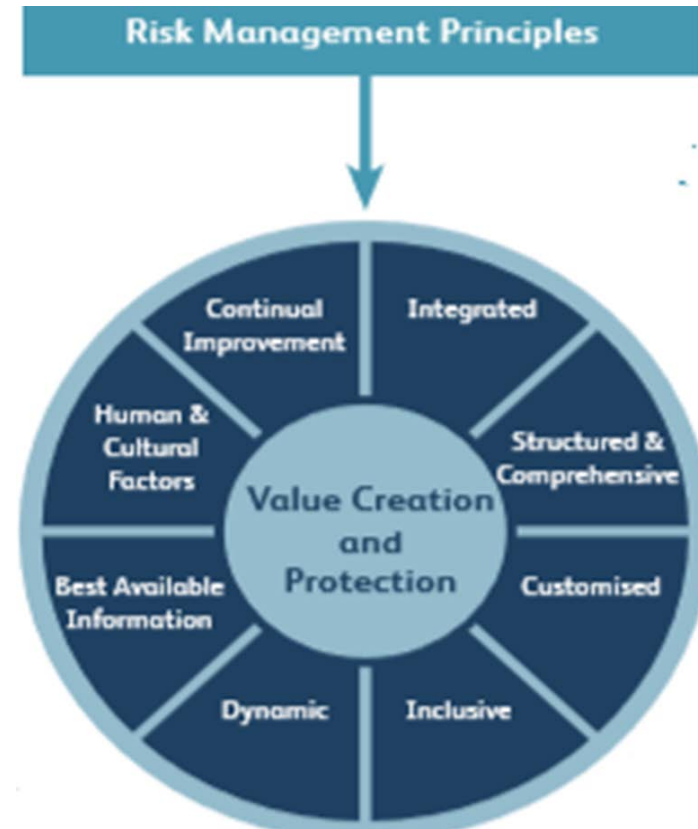 Risk Management Principles
Continual
Improvement
Integrated
Human &
Cultural
Factors
Structured &
Comprehensive
Value Creation
and
Protection
Best Available
Information
Customised
Dynamic
Inclusive